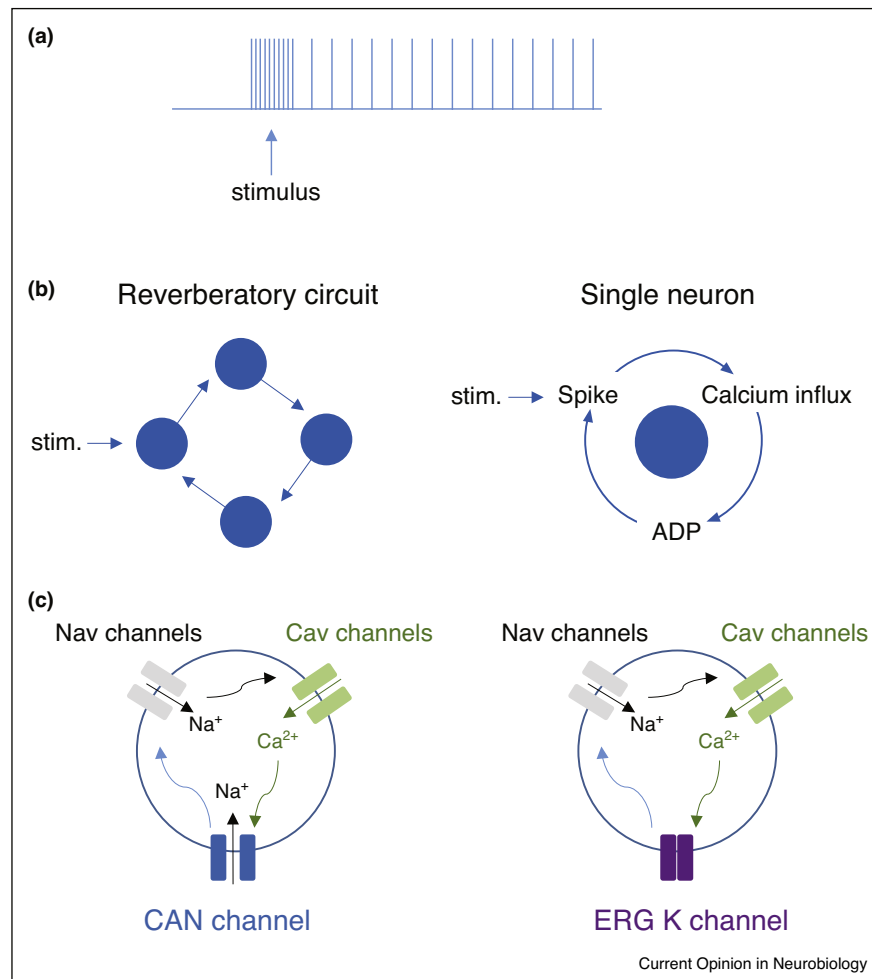 (a)
stimulus
(b)
Reverberatory circuit
Single neuron
stim.
stim.
Spike
Calcium influx
ADP
(c)
Nav channels
Cav channels
Nav channels
Cav channels
Na⁺
Ca²⁺
Na⁺
Na⁺
Ca²⁺
CAN channel
ERG K channel
Current Opinion in Neurobiology